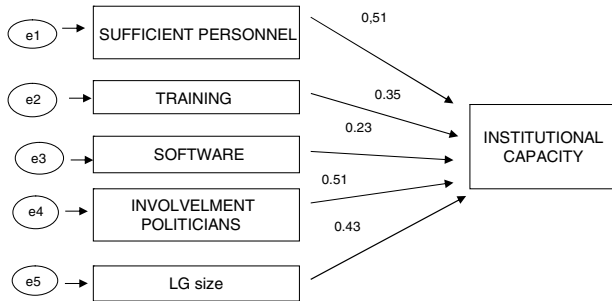 e1
SUFFICIENT PERSONNEL
0,51
e2
TRAINING
0.35
e3
SOFTWARE
0.23
e4
INVOLVELMENT
POLITICIANS
0.51
e5
LG size
0.43
INSTITUTIONAL
CAPACITY